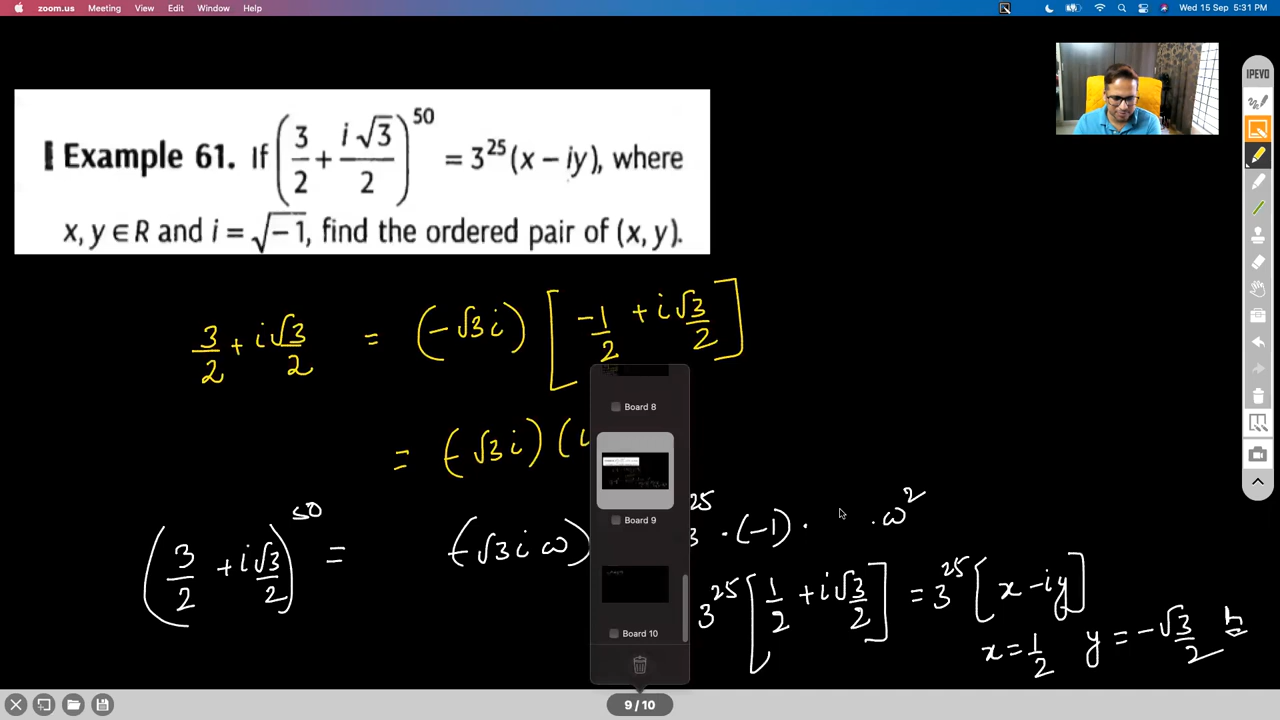 zoom.us Meeting View Edit Window Help Wed 15 Sep 5:31 PM
IPEVO
Example 61. If (3/2 + i√3/2)^50 = 3^25 (x − iy), where
x, y ∈ R and i = √−1, find the ordered pair of (x, y).
3/2 + i√3/2 = (−√3i) [−1/2 + i√3/2]
= (−√3i) (
(3/2 + i√3/2)^50 = (−√3 i ω) 3^25 · (−1) · · ω^2
3^25 [1/2 + i√3/2] = 3^25 [x − iy]
x = 1/2 y = −√3/2
Board 8
Board 9
Board 10
9 / 10